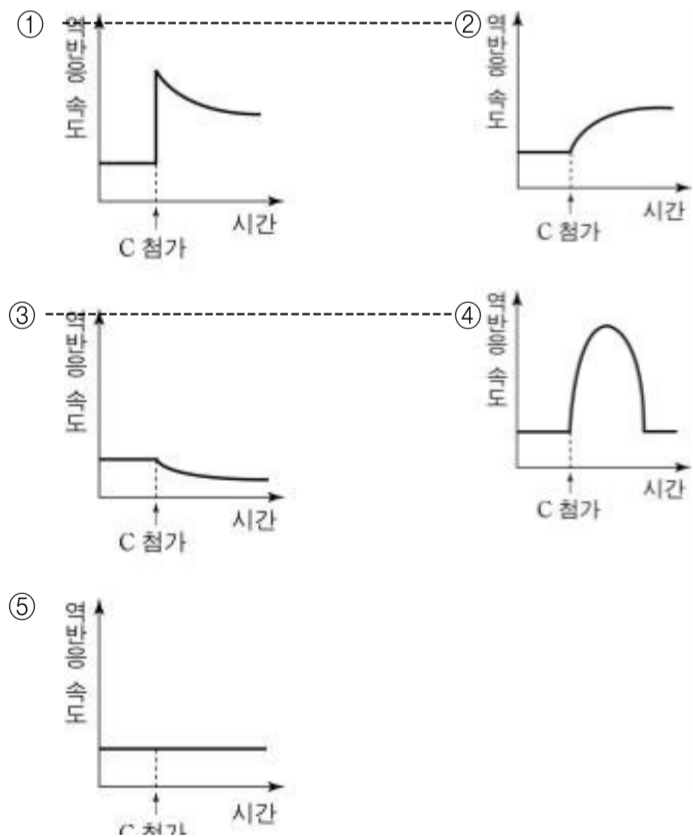 ① 역반응 속도
시간
C 첨가
② 역반응 속도
시간
C 첨가
③ 역반응 속도
시간
C 첨가
④ 역반응 속도
시간
C 첨가
⑤ 역반응 속도
시간
C 첨가